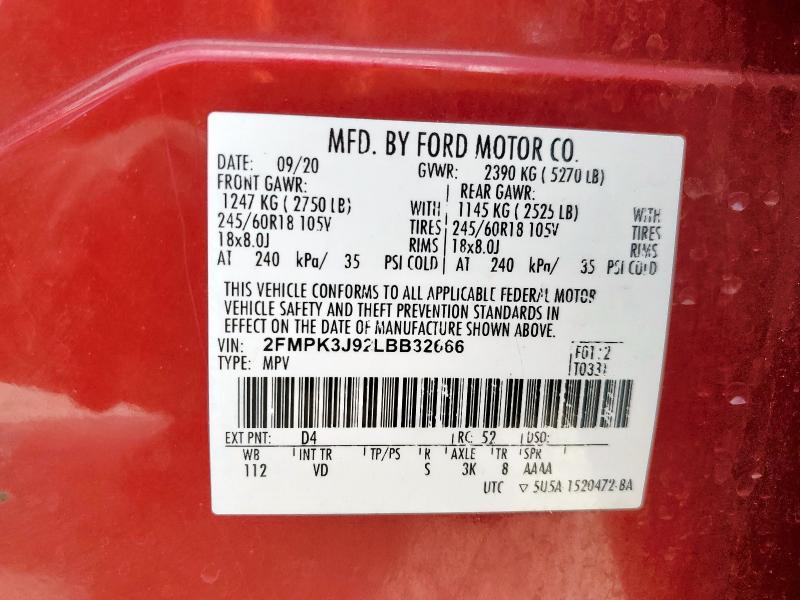 MFD. BY FORD MOTOR CO.
DATE: 09/20 GVWR: 2390 KG ( 5270 LB)
FRONT GAWR: REAR GAWR:
1247 KG ( 2750 LB) WITH 1145 KG ( 2525 LB) WITH
245/60R18 105V TIRES 245/60R18 105V TIRES
18x8.0J RIMS 18x8.0J RIMS
AT 240 kPa/ 35 PSI COLD AT 240 kPa/ 35 PSI COLD
THIS VEHICLE CONFORMS TO ALL APPLICABLE FEDERAL MOTOR
VEHICLE SAFETY AND THEFT PREVENTION STANDARDS IN
EFFECT ON THE DATE OF MANUFACTURE SHOWN ABOVE.
VIN: 2FMPK3J92LBB32666
TYPE: MPV
T0331
EXT PNT: D4 RC: 52 DSO:
WB INT TR TP/PS R AXLE TR SPR
112 VD S 3K 8 AAAA
UTC ▽ 5U5A 1520472-BA